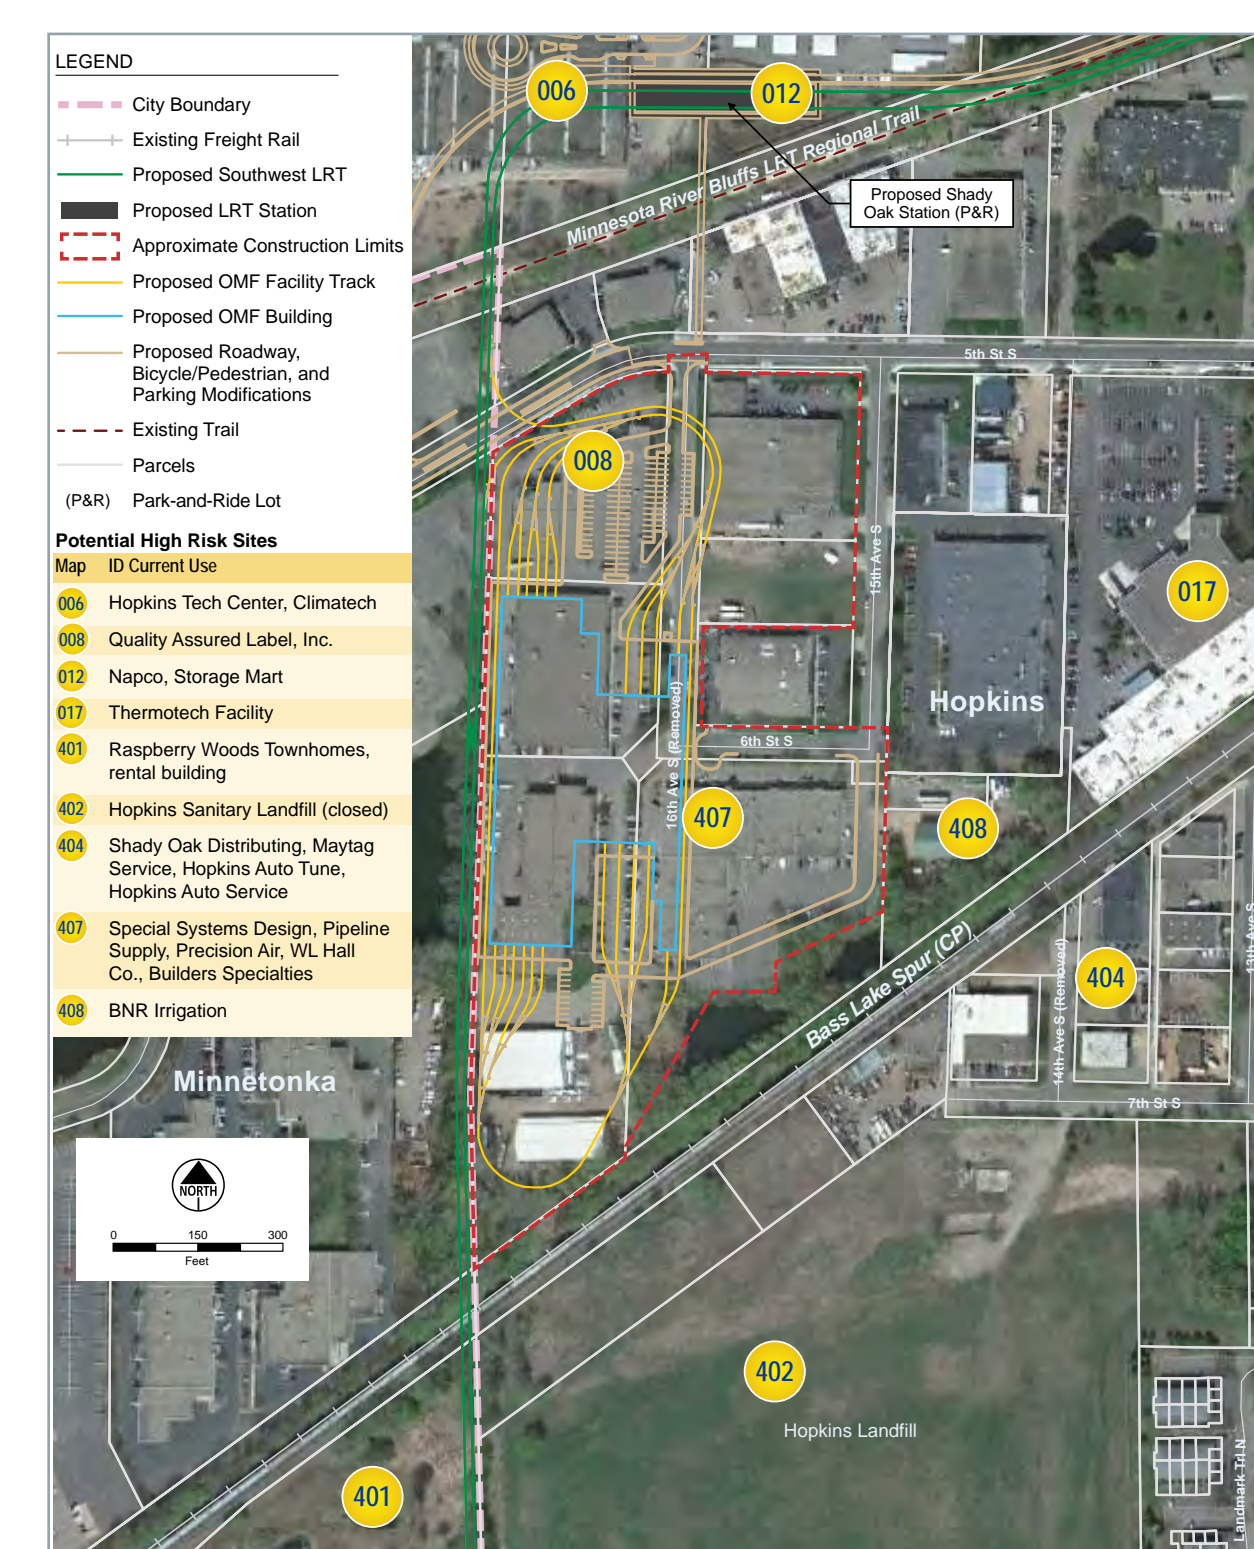 LEGEND
City Boundary
Existing Freight Rail
Proposed Southwest LRT
Proposed LRT Station
Approximate Construction Limits
Proposed OMF Facility Track
Proposed OMF Building
Proposed Roadway,
Bicycle/Pedestrian, and
Parking Modifications
Existing Trail
Parcels
(P&R) Park-and-Ride Lot
Potential High Risk Sites
Map ID Current Use
006 Hopkins Tech Center, Climatech
008 Quality Assured Label, Inc.
012 Napco, Storage Mart
017 Thermotech Facility
401 Raspberry Woods Townhomes,
rental building
402 Hopkins Sanitary Landfill (closed)
404 Shady Oak Distributing, Maytag
Service, Hopkins Auto Tune,
Hopkins Auto Service
407 Special Systems Design, Pipeline
Supply, Precision Air, WL Hall
Co., Builders Specialties
408 BNR Irrigation
006
012
Minnesota River Bluffs LRT Regional Trail
Proposed Shady
Oak Station (P&R)
5th St S
008
15th Ave S
017
Hopkins
16th Ave S (Removed)
6th St S
407
408
Bass Lake Spur (CP)
404
14th Ave S (Removed)
13th Ave S
7th St S
Minnetonka
NORTH
0 150 300
Feet
402
Hopkins Landfill
401
Landmark Trl N